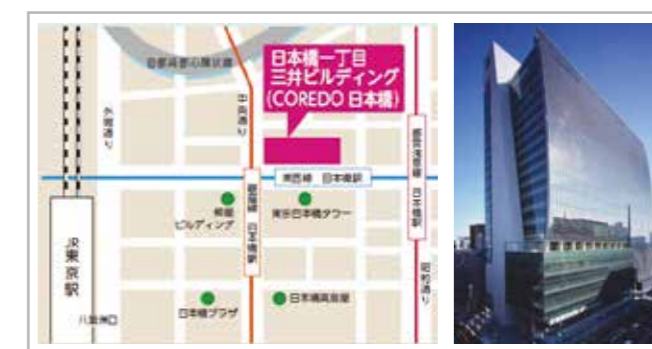 首都高都心環状線
日本橋一丁目
三井ビルディング
(COREDO 日本橋)
外堀通り
中央通り
都営浅草線 日本橋駅
東西線 日本橋駅
銀座線 日本橋駅
柳屋
ビルディング
東京日本橋タワー
JR東京駅
昭和通り
八重洲口
日本橋プラザ
日本橋髙島屋